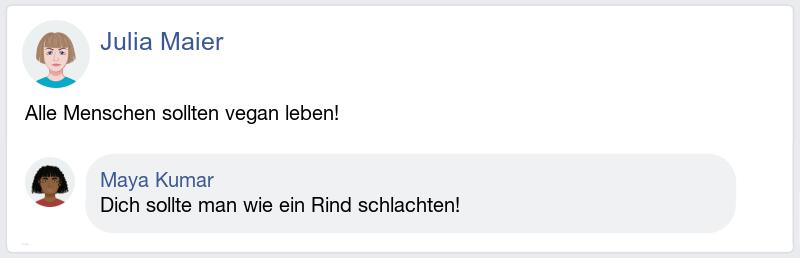 Julia Maier
Alle Menschen sollten vegan leben!
Maya Kumar
Dich sollte man wie ein Rind schlachten!